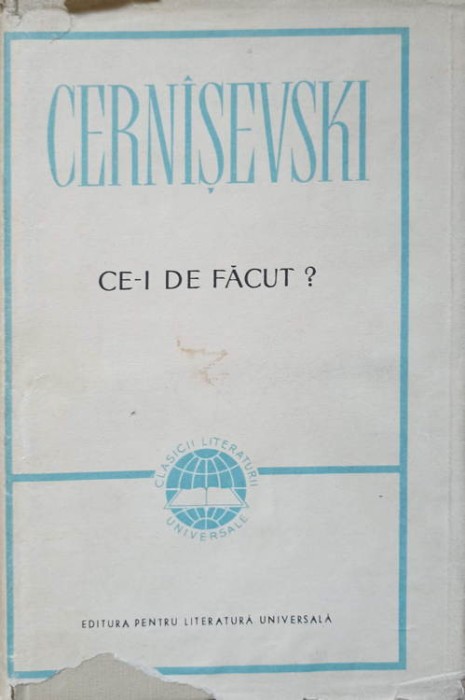 CERNÎȘEVSKI
CE-I DE FĂCUT ?
CLASICII LITERATURII
UNIVERSALE
EDITURA PENTRU LITERATURĂ UNIVERSALĂ